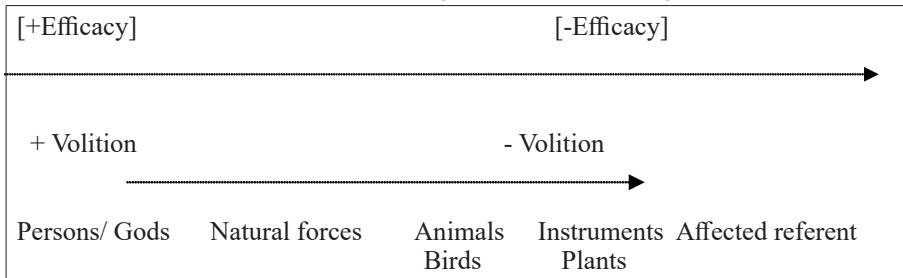 [+Efficacy] [-Efficacy]
+ Volition - Volition
Persons/ Gods Natural forces Animals Instruments Affected referent
Birds Plants